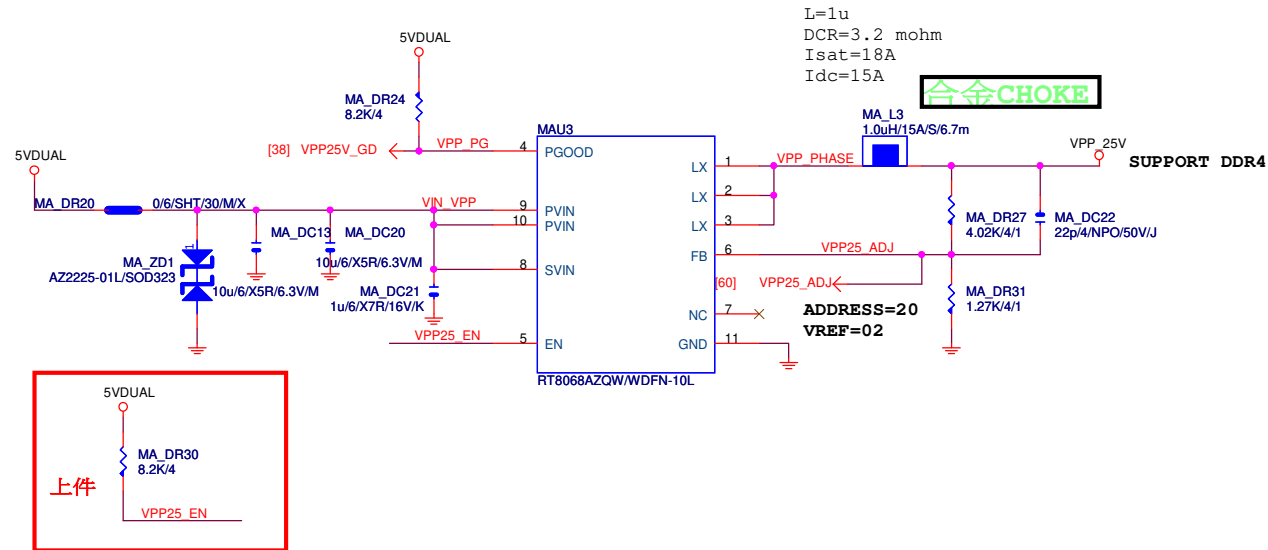 L=1u
DCR=3.2 mohm
Isat=18A
Idc=15A
合金CHOKE
5VDUAL
MA_DR24
8.2K/4
[38] VPP25V_GD
VPP_PG
4
PGOOD
MAU3
MA_L3
1.0uH/15A/S/6.7m
LX
1
VPP_PHASE
VPP_25V
SUPPORT DDR4
5VDUAL
MA_DR20
0/6/SHT/30/M/X
VIN_VPP
9
PVIN
10
PVIN
LX
2
LX
3
MA_DR27
4.02K/4/1
MA_DC22
22p/4/NPO/50V/J
1
MA_ZD1
AZ2225-01L/SOD323
MA_DC13
10u/6/X5R/6.3V/M
MA_DC20
10u/6/X5R/6.3V/M
8
SVIN
FB
6
VPP25_ADJ
MA_DC21
1u/6/X7R/16V/K
[60] VPP25_ADJ
MA_DR31
1.27K/4/1
NC
7
ADDRESS=20
VREF=02
VPP25_EN
5
EN
GND
11
RT8068AZQW/WDFN-10L
5VDUAL
MA_DR30
8.2K/4
上件
VPP25_EN